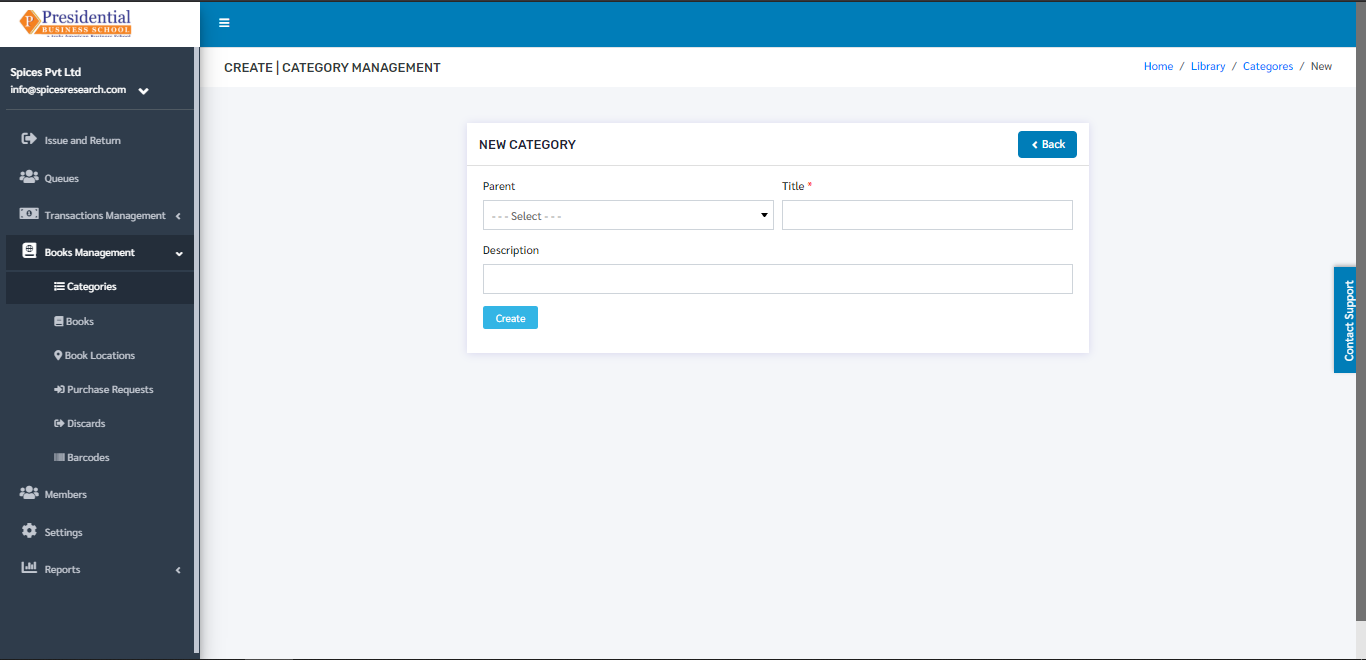 Presidential
BUSINESS SCHOOL
CREATE | CATEGORY MANAGEMENT
Home / Library / Categores / New
Spices Pvt Ltd
info@spicesresearch.com
Issue and Return
Queues
Transactions Management
Books Management
Categories
Books
Book Locations
Purchase Requests
Discards
Barcodes
Members
Settings
Reports
NEW CATEGORY
Back
Parent
Title *
- - - Select - - -
Description
Create
Contact Support